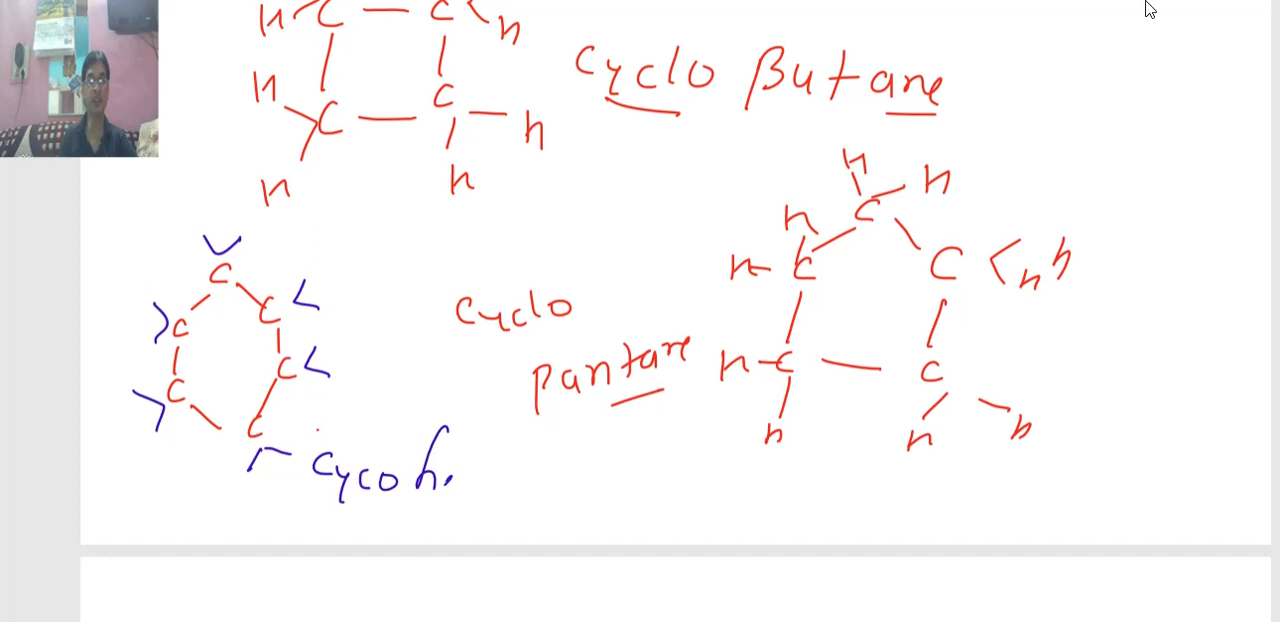 H C — C H
H C — C — H
H H
Cyclo Butane
H H
H C
H - C C H H
H - C — C
H H H
Cyclo
Pantane
C
C C
C C
C
Cyco h